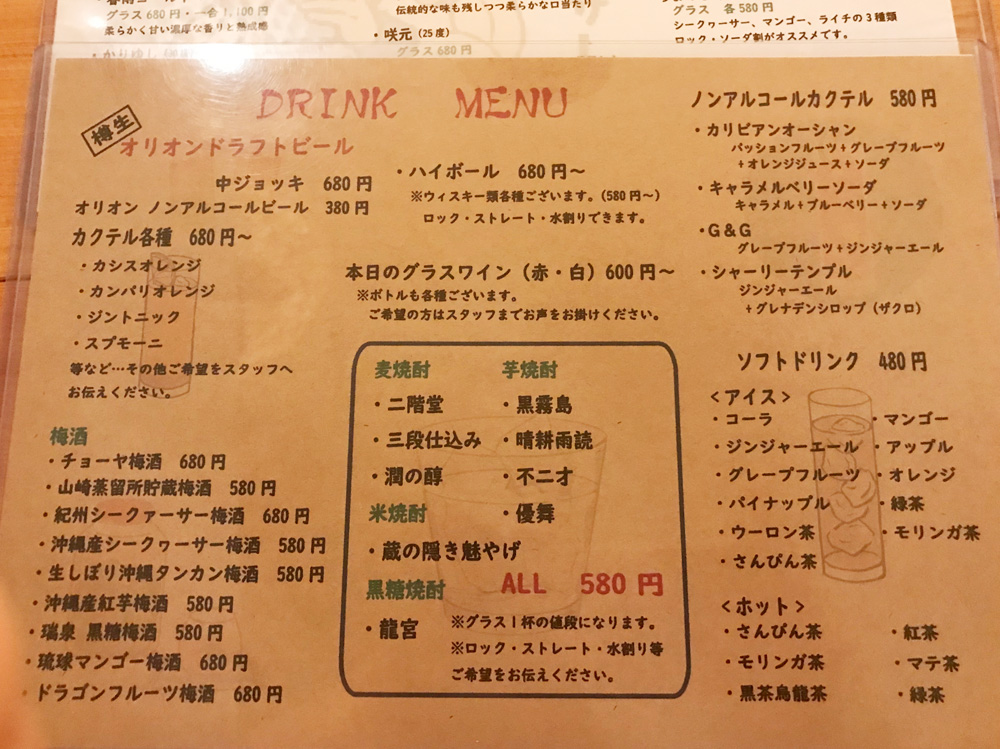 グラス 680円・一合 1,100円
柔らかく甘い濃厚な香りと熟成感
伝統的な味も残しつつ柔らかな口当たり
・咲元（25度）
グラス 680円
グラス 各580円
シークヮーサー、マンゴー、ライチの3種類
ロック・ソーダ割がオススメです。
DRINK MENU
樽生
オリオンドラフトビール
中ジョッキ 680円
オリオン ノンアルコールビール 380円
カクテル各種 680円～
・カシスオレンジ
・カンパリオレンジ
・ジントニック
・スプモーニ
等など…その他ご希望をスタッフへ
お伝えください。
梅酒
・チョーヤ梅酒 680円
・山崎蒸留所貯蔵梅酒 580円
・紀州シークァーサー梅酒 680円
・沖縄産シークヮーサー梅酒 580円
・生しぼり沖縄タンカン梅酒 580円
・沖縄産紅芋梅酒 580円
・瑞泉 黒糖梅酒 580円
・琉球マンゴー梅酒 680円
・ドラゴンフルーツ梅酒 680円
・ハイボール 680円～
※ウィスキー類各種ございます。（580円～）
ロック・ストレート・水割りできます。
本日のグラスワイン（赤・白）600円～
※ボトルも各種ございます。
ご希望の方はスタッフまでお声をお掛けください。
麦焼酎
・二階堂
・三段仕込み
・潤の醇
米焼酎
・蔵の隠き魅やげ
黒糖焼酎
・龍宮
芋焼酎
・黒霧島
・晴耕雨読
・不二才
・優舞
ALL 580円
※グラス1杯の値段になります。
※ロック・ストレート・水割り等
ご希望をお伝えください。
ノンアルコールカクテル 580円
・カリビアンオーシャン
パッションフルーツ+グレープフルーツ
+オレンジジュース+ソーダ
・キャラメルベリーソーダ
キャラメル+ブルーベリー+ソーダ
・G&G
グレープフルーツ+ジンジャーエール
・シャーリーテンプル
ジンジャーエール
+グレナデンシロップ（ザクロ）
ソフトドリンク 480円
＜アイス＞
・コーラ ・マンゴー
・ジンジャーエール ・アップル
・グレープフルーツ ・オレンジ
・パイナップル ・緑茶
・ウーロン茶 ・モリンガ茶
・さんぴん茶
＜ホット＞
・さんぴん茶 ・紅茶
・モリンガ茶 ・マテ茶
・黒茶烏龍茶 ・緑茶